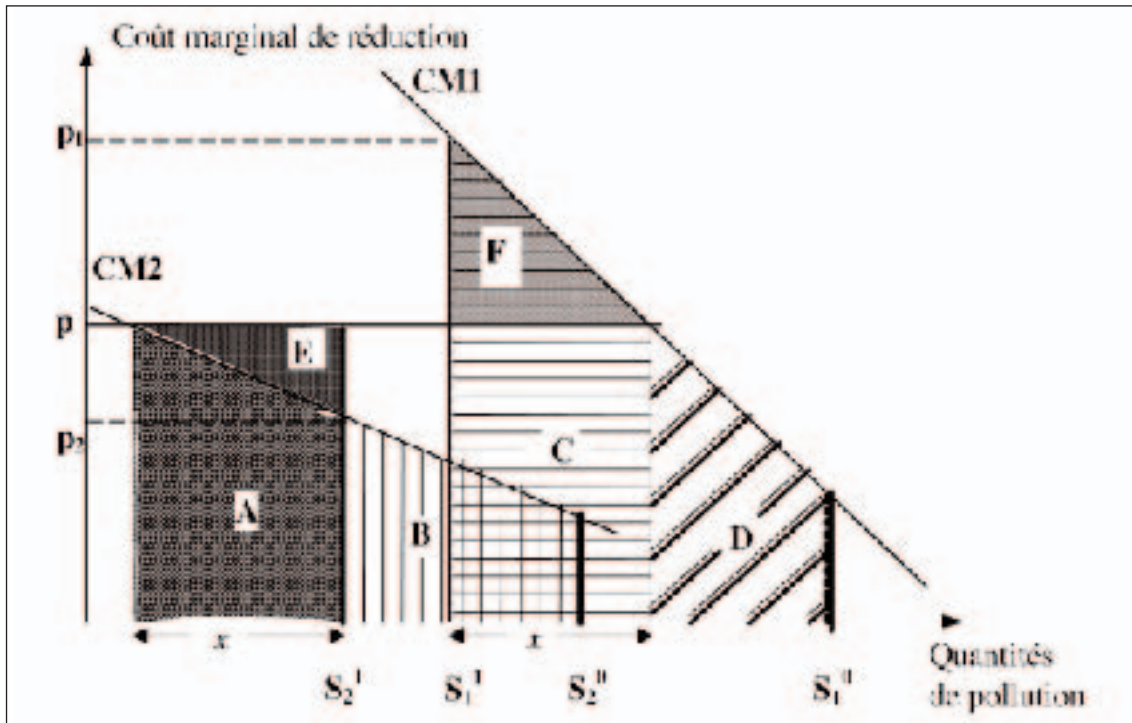 Coût marginal de réduction
CM1
p₁
F
CM2
p
E
p₂
C
A
B
D
x
x
S₂¹
S₁¹
S₂⁰
S₁⁰
Quantités
de pollution